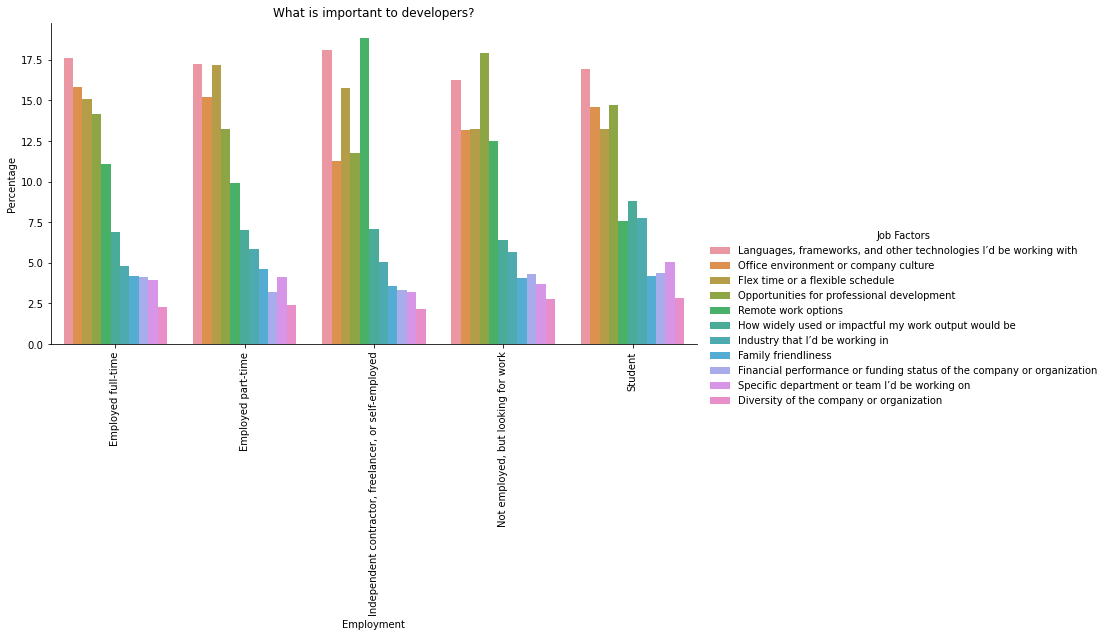 What is important to developers?
Percentage
17.5
15.0
12.5
10.0
7.5
5.0
2.5
0.0
Employed full-time
Employed part-time
Independent contractor, freelancer, or self-employed
Not employed, but looking for work
Student
Employment
Job Factors
Languages, frameworks, and other technologies I’d be working with
Office environment or company culture
Flex time or a flexible schedule
Opportunities for professional development
Remote work options
How widely used or impactful my work output would be
Industry that I’d be working in
Family friendliness
Financial performance or funding status of the company or organization
Specific department or team I’d be working on
Diversity of the company or organization